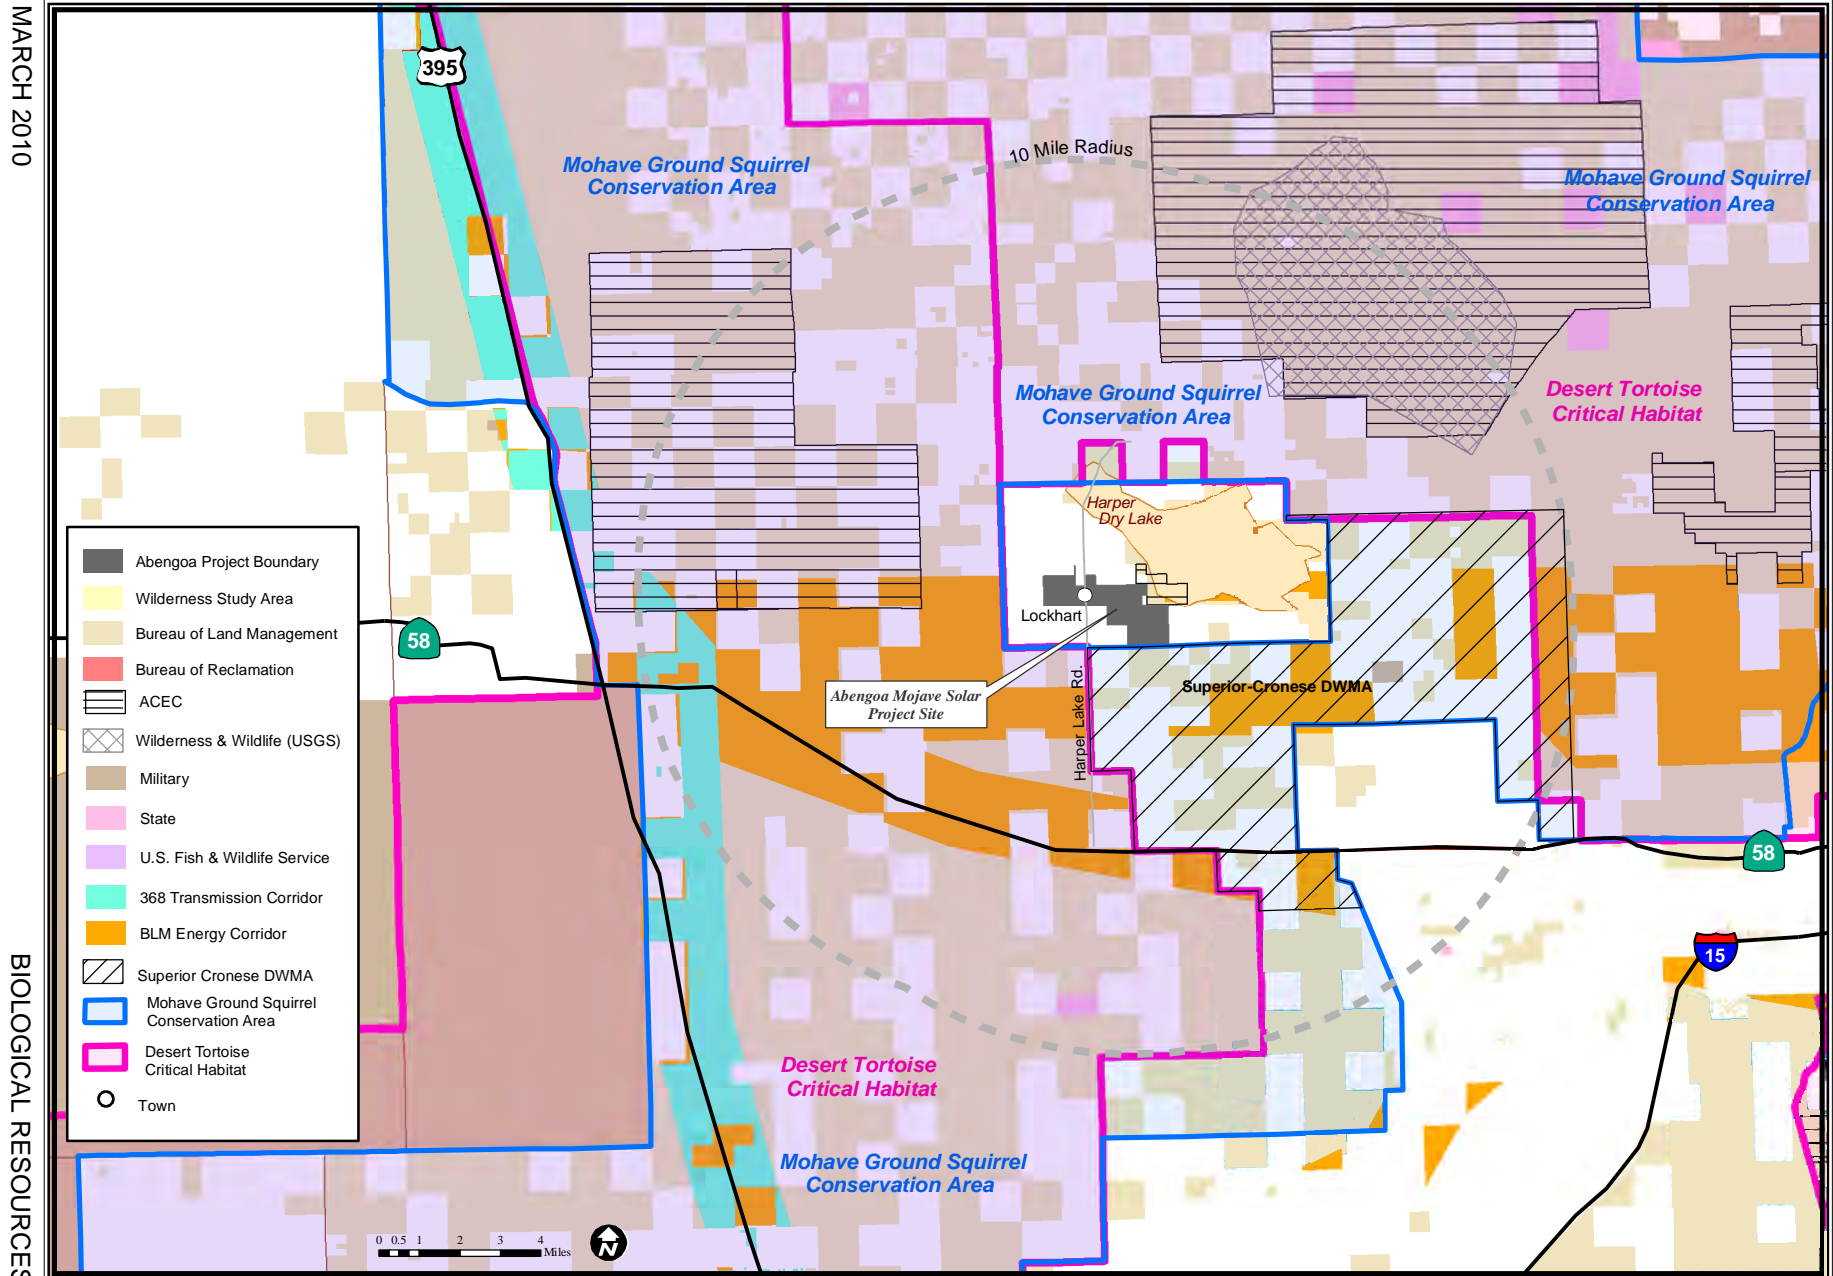 MARCH 2010
BIOLOGICAL RESOURCES
395
Mohave Ground Squirrel
Conservation Area
10 Mile Radius
Mohave Ground Squirrel
Conservation Area
Mohave Ground Squirrel
Conservation Area
Desert Tortoise
Critical Habitat
Harper
Dry Lake
Lockhart
Abengoa Mojave Solar
Project Site
Harper Lake Rd.
Superior-Cronese DWMA
58
58
15
Abengoa Project Boundary
Wilderness Study Area
Bureau of Land Management
Bureau of Reclamation
ACEC
Wilderness & Wildlife (USGS)
Military
State
U.S. Fish & Wildlife Service
368 Transmission Corridor
BLM Energy Corridor
Superior Cronese DWMA
Mohave Ground Squirrel
Conservation Area
Desert Tortoise
Critical Habitat
Town
Desert Tortoise
Critical Habitat
Mohave Ground Squirrel
Conservation Area
0 0.5 1 2 3 4
Miles
N